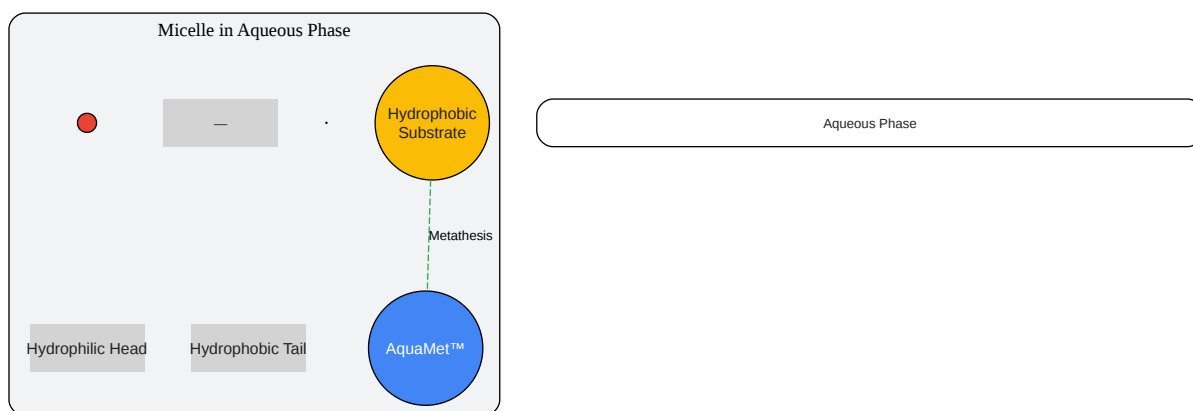 Micelle in Aqueous Phase
—
·
Hydrophobic
Substrate
Aqueous Phase
Metathesis
Hydrophilic Head
Hydrophobic Tail
AquaMet™